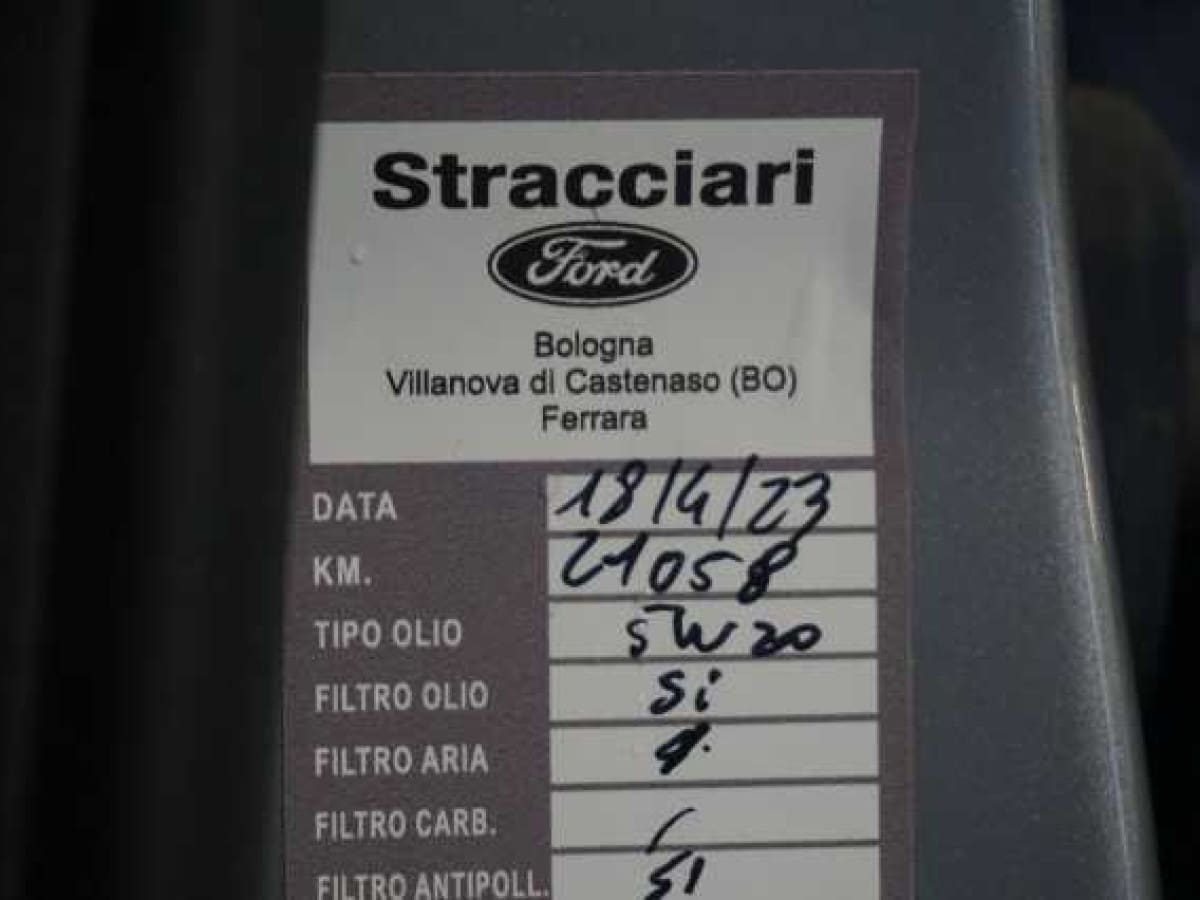 Stracciari
Ford
Bologna
Villanova di Castenaso (BO)
Ferrara
DATA 18/4/23
KM. 21058
TIPO OLIO 5W20
FILTRO OLIO Si
FILTRO ARIA
FILTRO CARB. /
FILTRO ANTIPOLL. SI